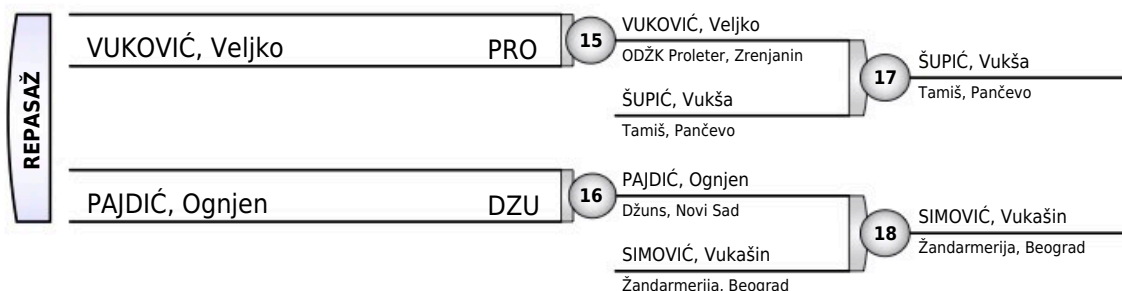 REPASAŽ
VUKOVIĆ, Veljko PRO
15
VUKOVIĆ, Veljko
ODŽK Proleter, Zrenjanin
ŠUPIĆ, Vukša
Tamiš, Pančevo
17
ŠUPIĆ, Vukša
Tamiš, Pančevo
PAJDIĆ, Ognjen DZU
16
PAJDIĆ, Ognjen
Džuns, Novi Sad
SIMOVIĆ, Vukašin
Žandarmerija, Beograd
18
SIMOVIĆ, Vukašin
Žandarmerija, Beograd